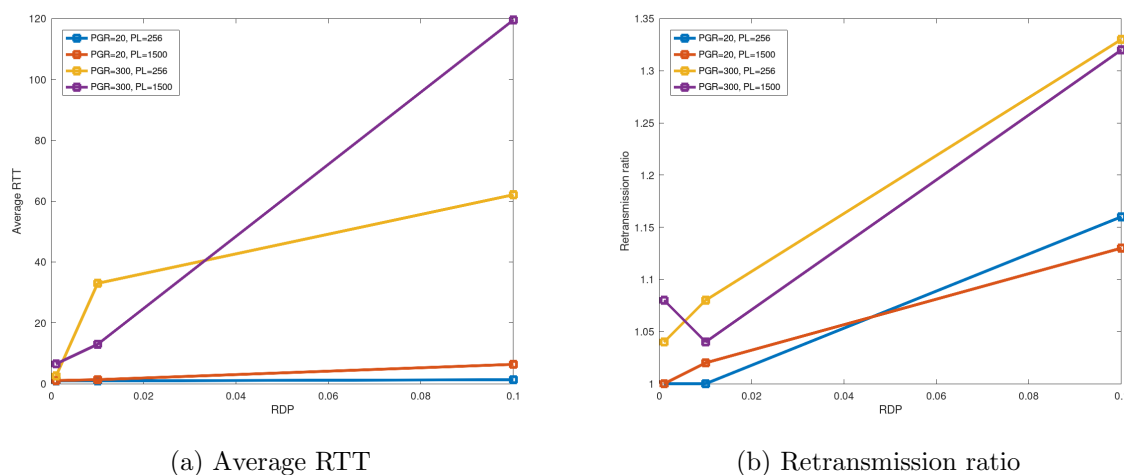 120
100
80
60
40
20
0
Average RTT
PGR=20, PL=256
PGR=20, PL=1500
PGR=300, PL=256
PGR=300, PL=1500
0 0.02 0.04 0.06 0.08 0.1
RDP
(a) Average RTT
1.35
1.3
1.25
1.2
1.15
1.1
1.05
1
Retransmission ratio
PGR=20, PL=256
PGR=20, PL=1500
PGR=300, PL=256
PGR=300, PL=1500
0 0.02 0.04 0.06 0.08 0.
RDP
(b) Retransmission ratio